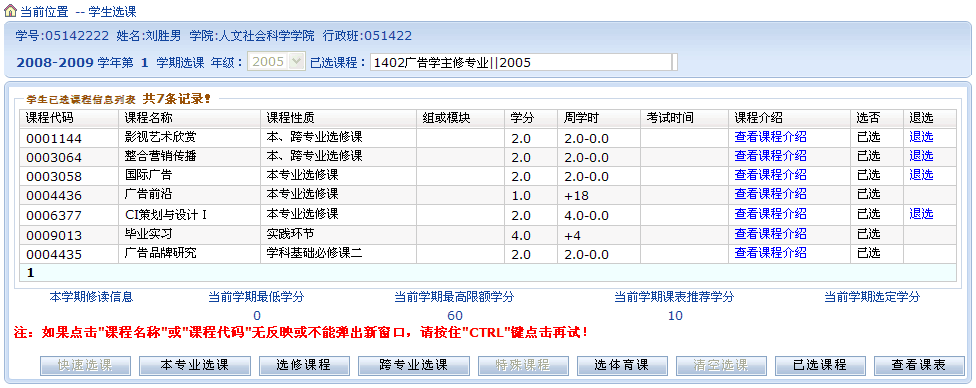 当前位置 -- 学生选课
学号:05142222 姓名:刘胜男 学院:人文社会科学学院 行政班:051422
2008-2009 学年第 1 学期选课 年级： 2005 已选课程： 1402广告学主修专业||2005
学生已选课程信息列表 共7条记录!
课程代码 课程名称 课程性质 组或模块 学分 周学时 考试时间 课程介绍 选否 退选
0001144 影视艺术欣赏 本、跨专业选修课 2.0 2.0-0.0 查看课程介绍 已选 退选
0003064 整合营销传播 本、跨专业选修课 2.0 2.0-0.0 查看课程介绍 已选 退选
0003058 国际广告 本专业选修课 2.0 2.0-0.0 查看课程介绍 已选 退选
0004436 广告前沿 本专业选修课 1.0 +18 查看课程介绍 已选
0006377 CI策划与设计Ⅰ 本专业选修课 2.0 4.0-0.0 查看课程介绍 已选 退选
0009013 毕业实习 实践环节 4.0 +4 查看课程介绍 已选
0004435 广告品牌研究 学科基础必修课二 2.0 2.0-0.0 查看课程介绍 已选
1
本学期修读信息 当前学期最低学分 当前学期最高限额学分 当前学期课表推荐学分 当前学期选定学分
0 60 10
注：如果点击"课程名称"或"课程代码"无反映或不能弹出新窗口，请按住"CTRL"键点击再试！
快速选课 本专业选课 选修课程 跨专业选课 特殊课程 选体育课 清空选课 已选课程 查看课表